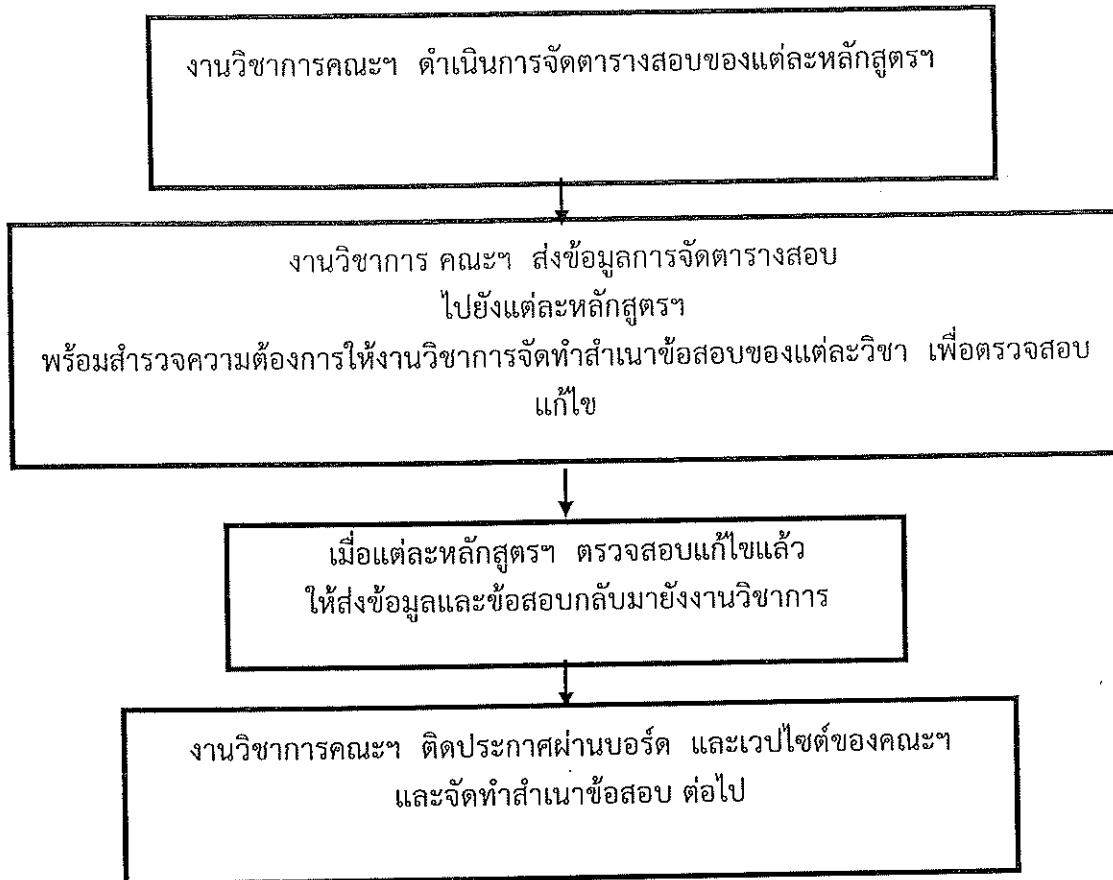 งานวิชาการคณะฯ ดำเนินการจัดตารางสอบของแต่ละหลักสูตรฯ
งานวิชาการ คณะฯ ส่งข้อมูลการจัดตารางสอบ
ไปยังแต่ละหลักสูตรฯ
พร้อมสำรวจความต้องการให้งานวิชาการจัดทำสำเนาข้อสอบของแต่ละวิชา เพื่อตรวจสอบ
แก้ไข
เมื่อแต่ละหลักสูตรฯ ตรวจสอบแก้ไขแล้ว
ให้ส่งข้อมูลและข้อสอบกลับมายังงานวิชาการ
งานวิชาการคณะฯ ติดประกาศผ่านบอร์ด และเวปไซต์ของคณะฯ
และจัดทำสำเนาข้อสอบ ต่อไป